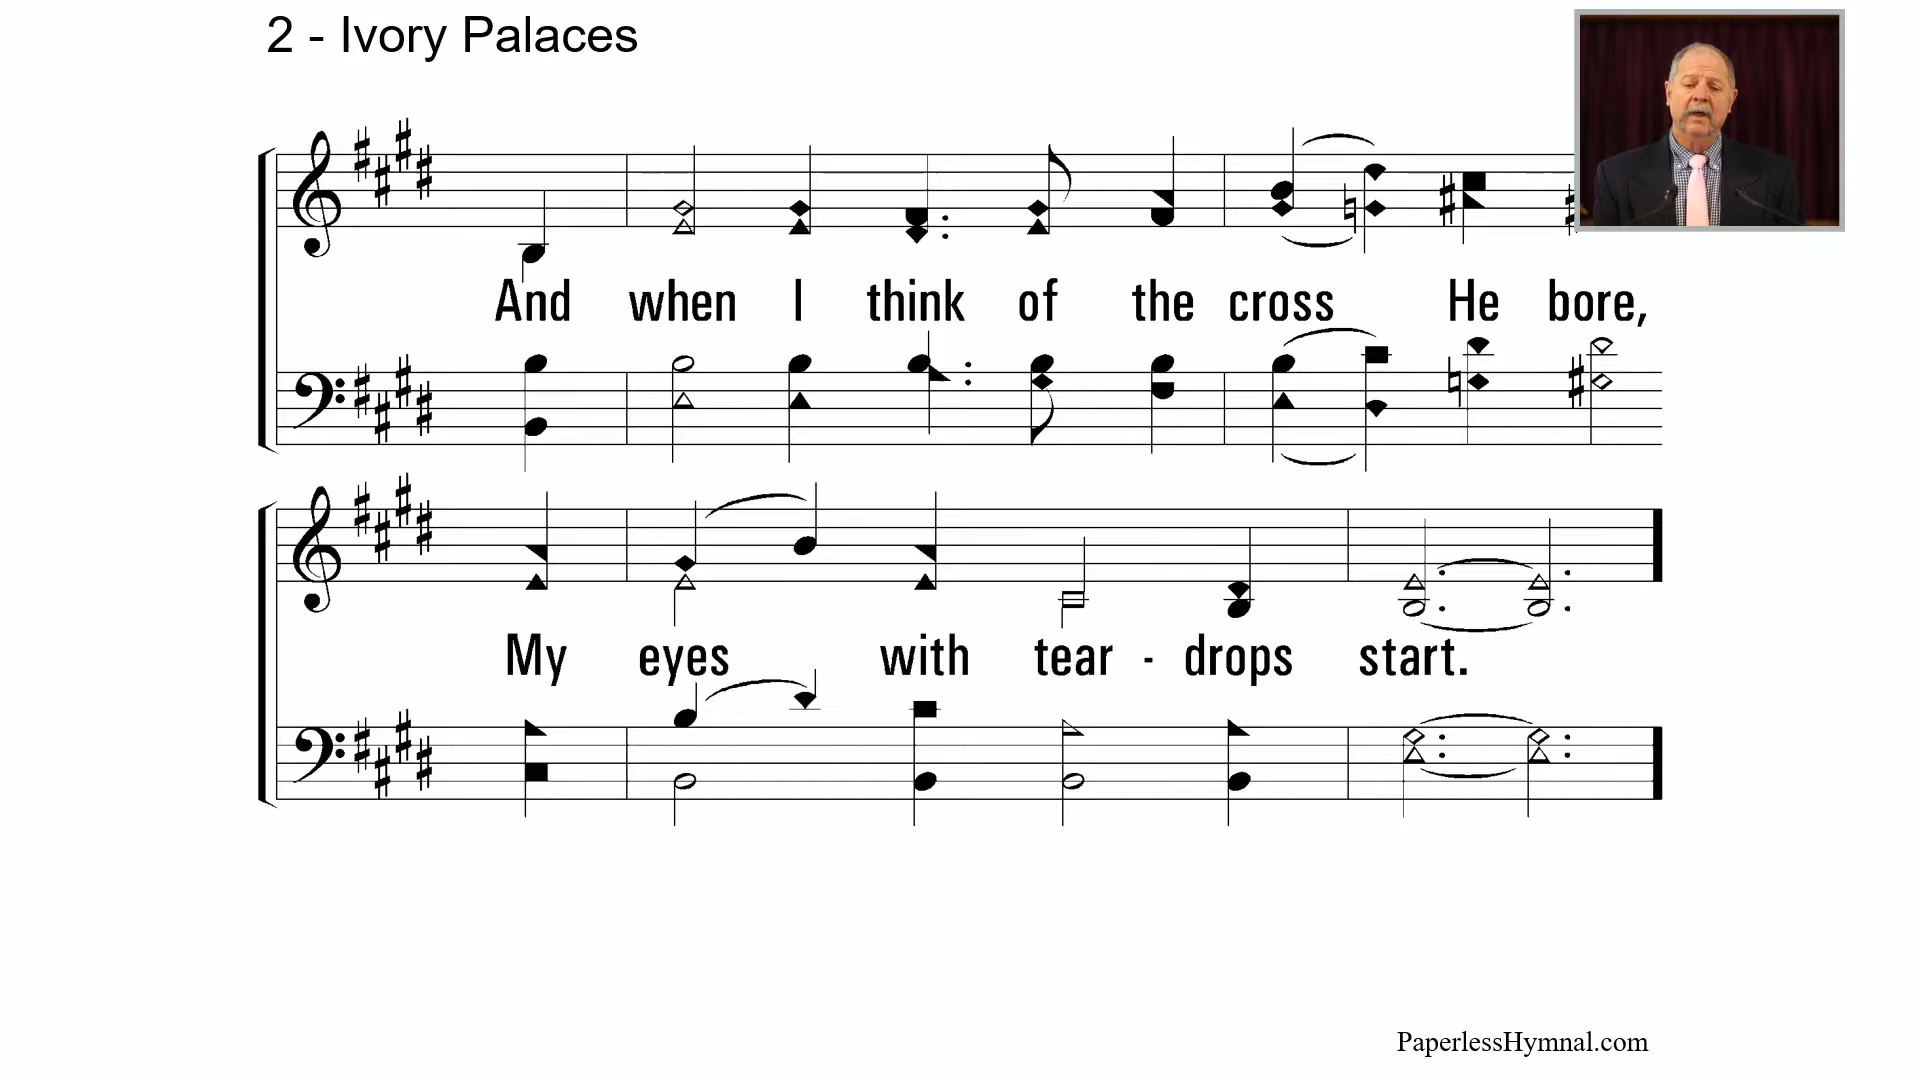 2 - Ivory Palaces
And when I think of the cross He bore,
My eyes with tear - drops start.
PaperlessHymnal.com